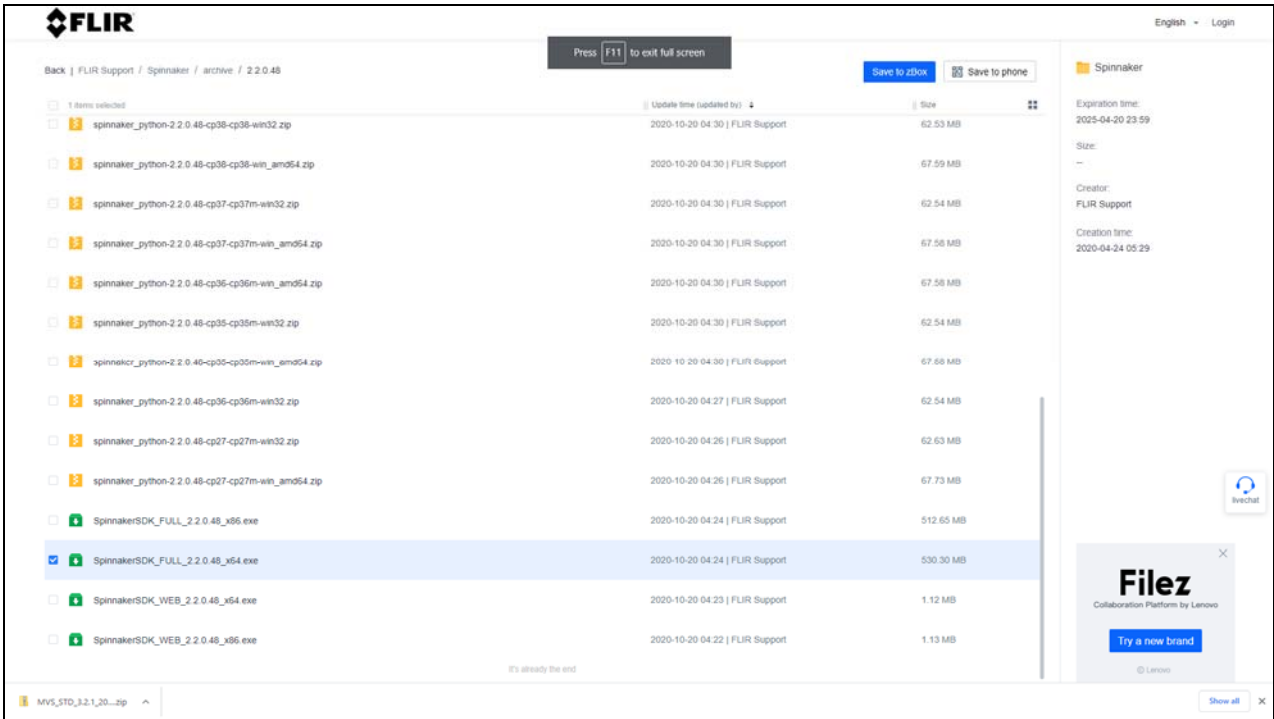 FLIR
English Login
Press F11 to exit full screen
Back | FLIR Support / Spinnaker / archive / 2.2.0.48
Save to zBox
Save to phone
Spinnaker
1 items selected
Update time (updated by)
Size
spinnaker_python-2.2.0.48-cp38-cp38-win32.zip 2020-10-20 04:30 | FLIR Support 62.53 MB
spinnaker_python-2.2.0.48-cp38-cp38-win_amd64.zip 2020-10-20 04:30 | FLIR Support 67.59 MB
spinnaker_python-2.2.0.48-cp37-cp37m-win32.zip 2020-10-20 04:30 | FLIR Support 62.54 MB
spinnaker_python-2.2.0.48-cp37-cp37m-win_amd64.zip 2020-10-20 04:30 | FLIR Support 67.58 MB
spinnaker_python-2.2.0.48-cp36-cp36m-win_amd64.zip 2020-10-20 04:30 | FLIR Support 67.58 MB
spinnaker_python-2.2.0.48-cp35-cp35m-win32.zip 2020-10-20 04:30 | FLIR Support 62.54 MB
spinnaker_python-2.2.0.48-cp35-cp35m-win_amd64.zip 2020-10-20 04:30 | FLIR Support 67.68 MB
spinnaker_python-2.2.0.48-cp36-cp36m-win32.zip 2020-10-20 04:27 | FLIR Support 62.54 MB
spinnaker_python-2.2.0.48-cp27-cp27m-win32.zip 2020-10-20 04:26 | FLIR Support 62.63 MB
spinnaker_python-2.2.0.48-cp27-cp27m-win_amd64.zip 2020-10-20 04:26 | FLIR Support 67.73 MB
SpinnakerSDK_FULL_2.2.0.48_x86.exe 2020-10-20 04:24 | FLIR Support 512.65 MB
SpinnakerSDK_FULL_2.2.0.48_x64.exe 2020-10-20 04:24 | FLIR Support 530.30 MB
SpinnakerSDK_WEB_2.2.0.48_x64.exe 2020-10-20 04:23 | FLIR Support 1.12 MB
SpinnakerSDK_WEB_2.2.0.48_x86.exe 2020-10-20 04:22 | FLIR Support 1.13 MB
It's already the end
Expiration time:
2025-04-20 23:59
Size:
--
Creator:
FLIR Support
Creation time:
2020-04-24 05:29
livechat
Filez
Collaboration Platform by Lenovo
Try a new brand
© Lenovo
MVS_STD_3.2.1_20....zip
Show all